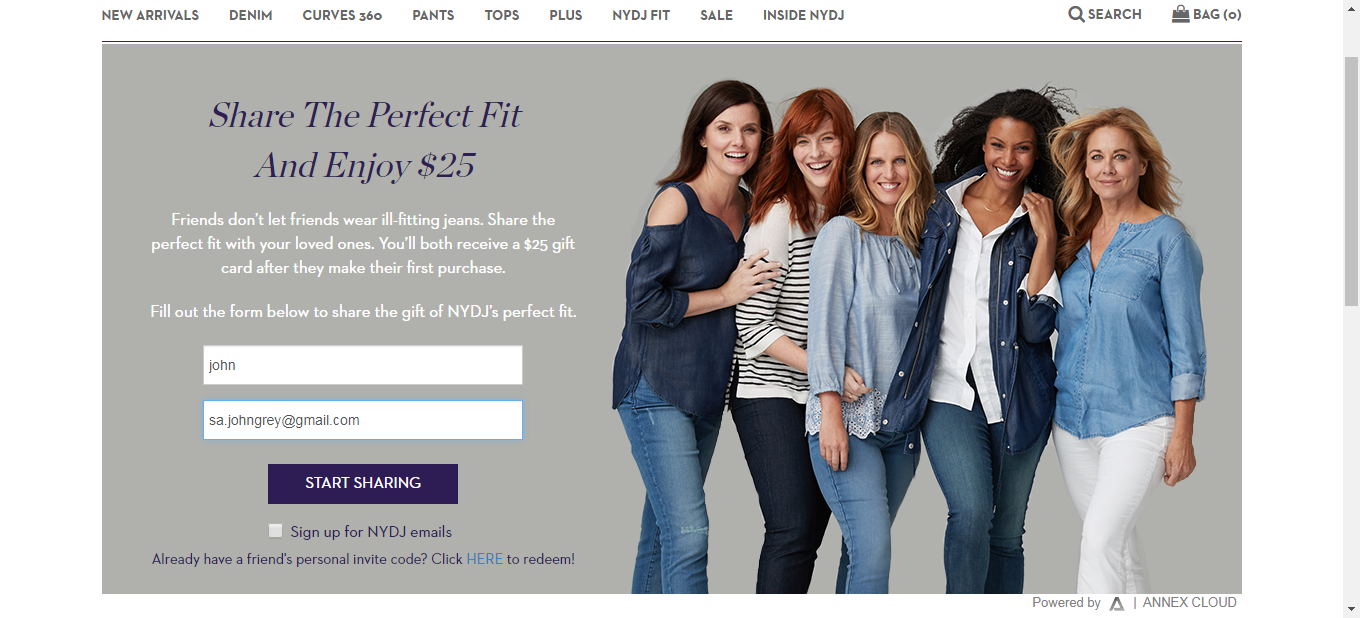 NEW ARRIVALS DENIM CURVES 360 PANTS TOPS PLUS NYDJ FIT SALE INSIDE NYDJ SEARCH BAG (0)
Share The Perfect Fit
And Enjoy $25
Friends don't let friends wear ill-fitting jeans. Share the
perfect fit with your loved ones. You'll both receive a $25 gift
card after they make their first purchase.
Fill out the form below to share the gift of NYDJ's perfect fit.
john
sa.johngrey@gmail.com
START SHARING
Sign up for NYDJ emails
Already have a friend's personal invite code? Click HERE to redeem!
Powered by | ANNEX CLOUD